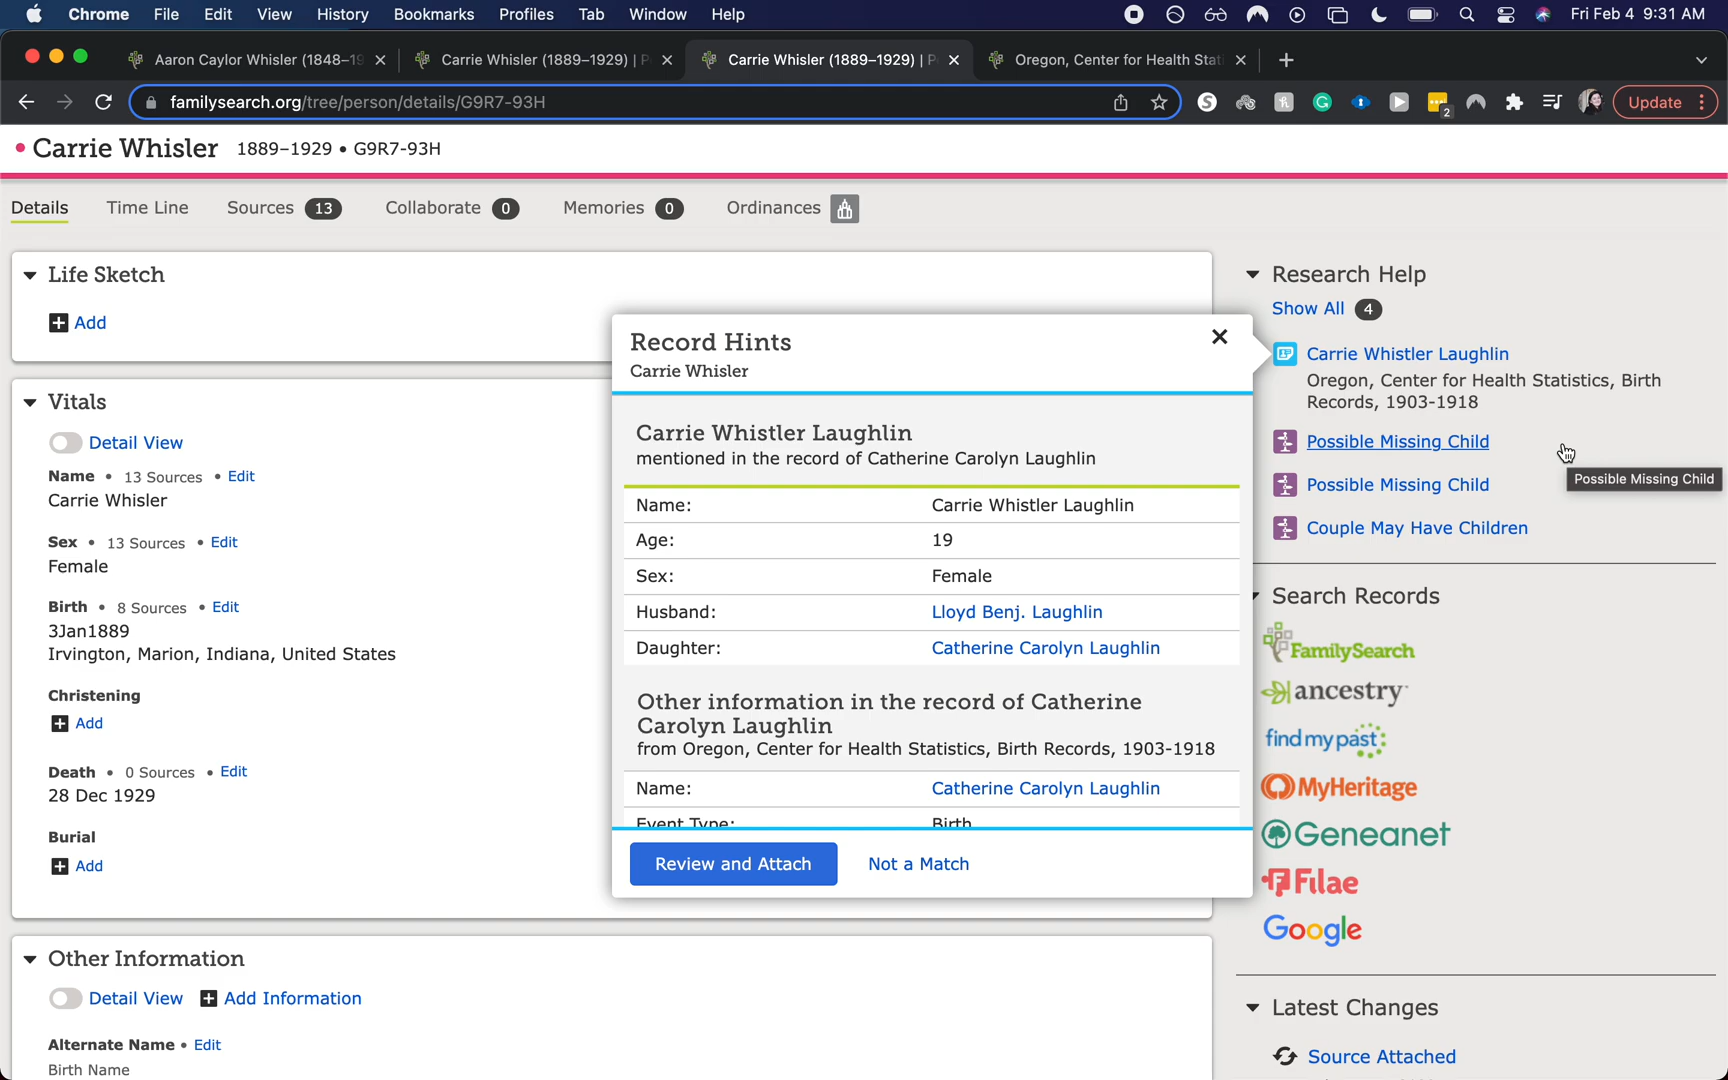 Chrome File Edit View History Bookmarks Profiles Tab Window Help Fri Feb 4 9:31 AM
Aaron Caylor Whisler (1848–19 Carrie Whisler (1889–1929) | P Carrie Whisler (1889–1929) | P Oregon, Center for Health Stati
familysearch.org/tree/person/details/G9R7-93H 2 Update
Carrie Whisler 1889–1929 • G9R7-93H
Details Time Line Sources 13 Collaborate 0 Memories 0 Ordinances
Life Sketch
Add
Vitals
Detail View
Name • 13 Sources • Edit
Carrie Whisler
Sex • 13 Sources • Edit
Female
Birth • 8 Sources • Edit
3Jan1889
Irvington, Marion, Indiana, United States
Christening
Add
Death • 0 Sources • Edit
28 Dec 1929
Burial
Add
Other Information
Detail View Add Information
Alternate Name • Edit
Birth Name
Record Hints
Carrie Whisler
Carrie Whistler Laughlin
mentioned in the record of Catherine Carolyn Laughlin
Name: Carrie Whistler Laughlin
Age: 19
Sex: Female
Husband: Lloyd Benj. Laughlin
Daughter: Catherine Carolyn Laughlin
Other information in the record of Catherine
Carolyn Laughlin
from Oregon, Center for Health Statistics, Birth Records, 1903-1918
Name: Catherine Carolyn Laughlin
Event Type: Birth
Review and Attach Not a Match
Research Help
Show All 4
Carrie Whistler Laughlin
Oregon, Center for Health Statistics, Birth
Records, 1903-1918
Possible Missing Child
Possible Missing Child
Possible Missing Child
Couple May Have Children
Search Records
FamilySearch
ancestry
findmypast
MyHeritage
Geneanet
Filae
Google
Latest Changes
Source Attached